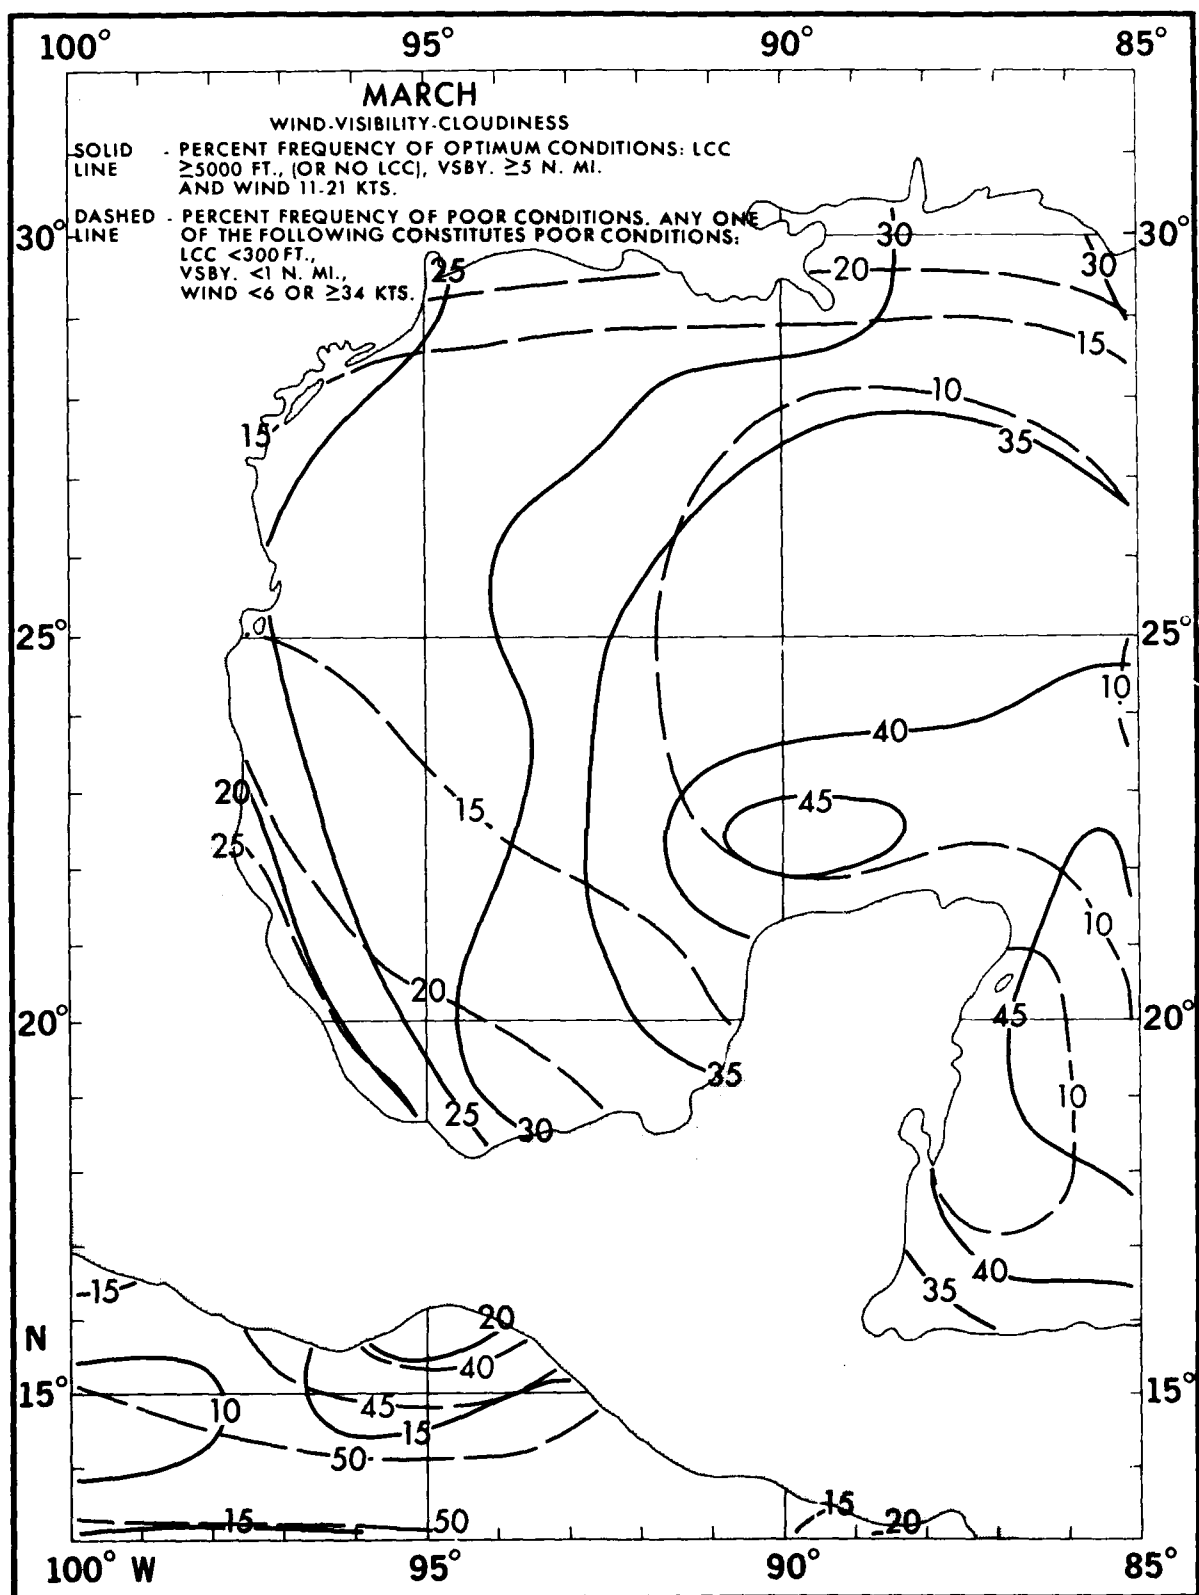 100° 95° 90° 85°
MARCH
WIND-VISIBILITY-CLOUDINESS
SOLID - PERCENT FREQUENCY OF OPTIMUM CONDITIONS: LCC
LINE ≥5000 FT., (OR NO LCC), VSBY. ≥5 N. MI.
AND WIND 11-21 KTS.
DASHED - PERCENT FREQUENCY OF POOR CONDITIONS. ANY ONE
LINE OF THE FOLLOWING CONSTITUTES POOR CONDITIONS:
LCC <300 FT.,
VSBY. <1 N. MI.,
WIND <6 OR ≥34 KTS.
30° 30 30°
25 20 30
15
10
15 35
25° 25°
10
40
20 15 45
25
10
20
20° 45 20°
35 10
25 30
40
15 35
20
N 40
15° 15°
10 45 15
50
15 50 15 20
100° W 95° 90° 85°